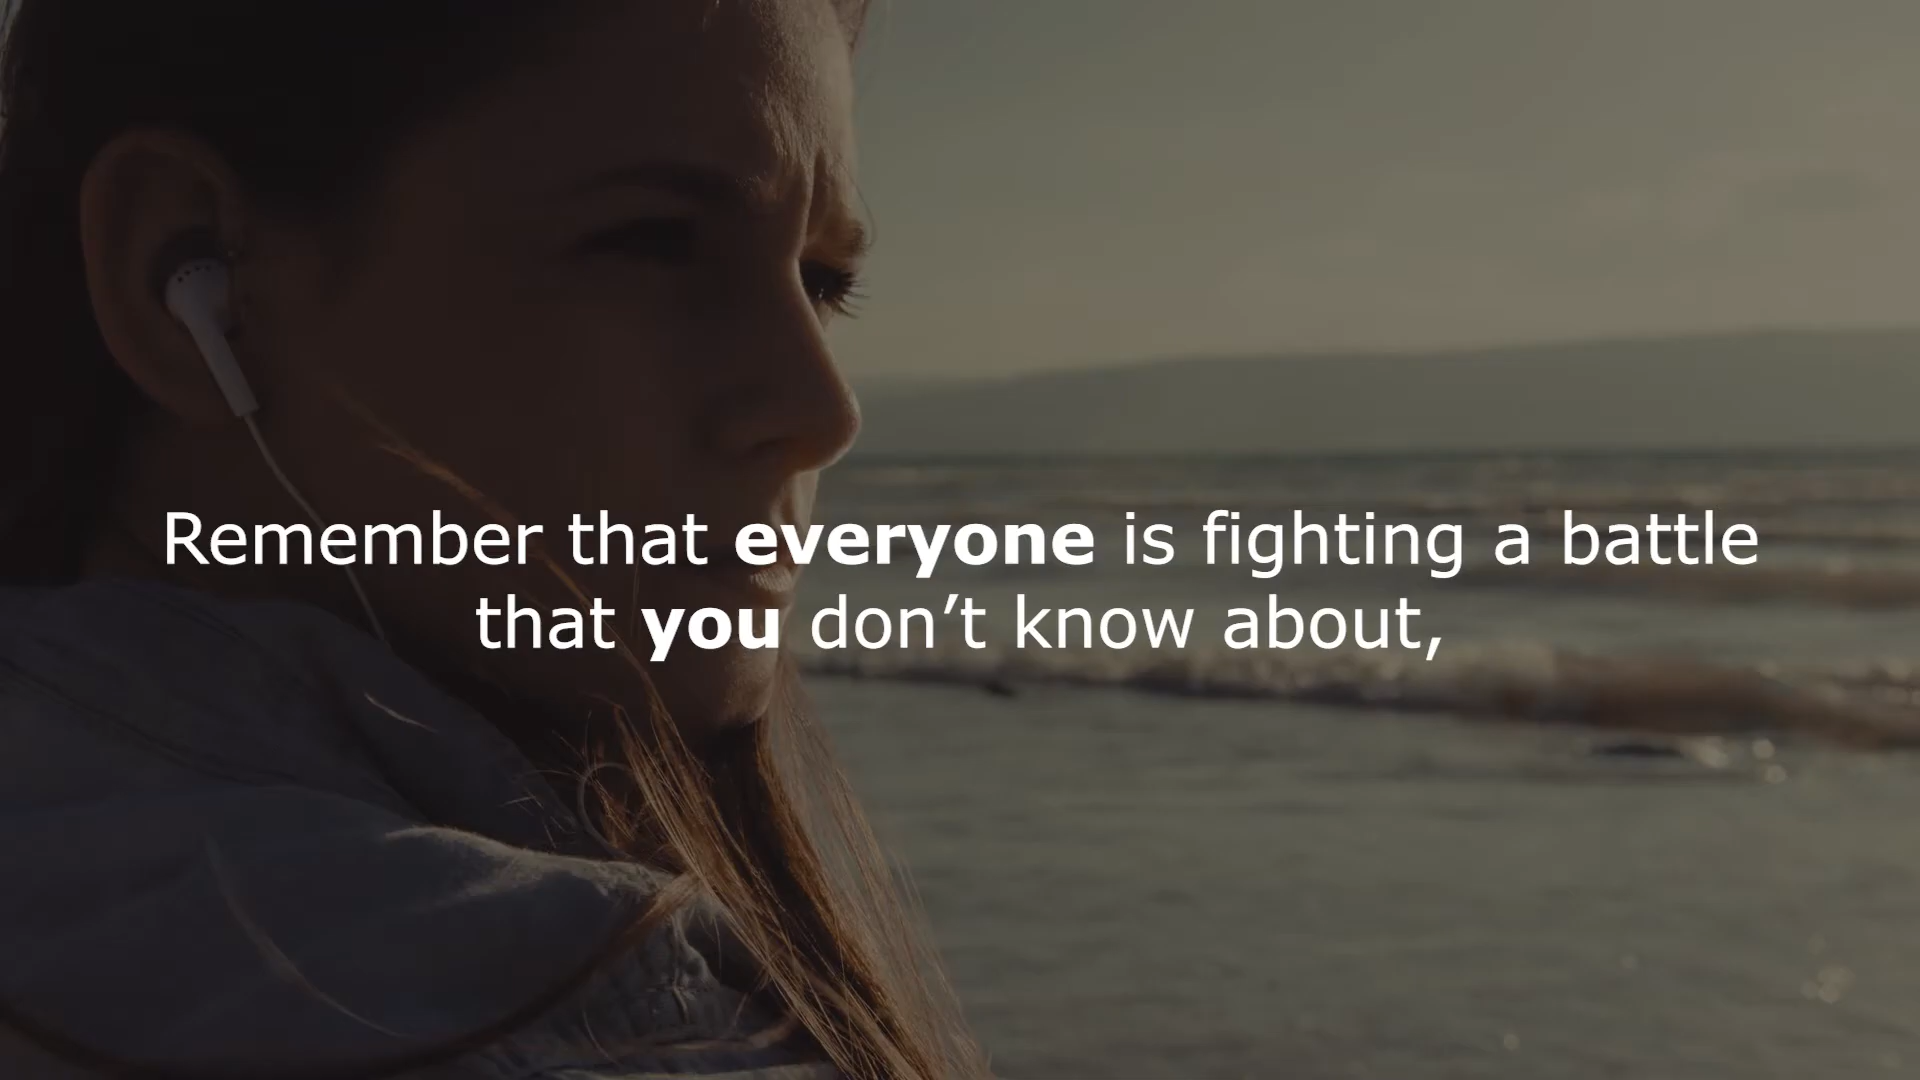 Remember that everyone is fighting a battle
that you don’t know about,